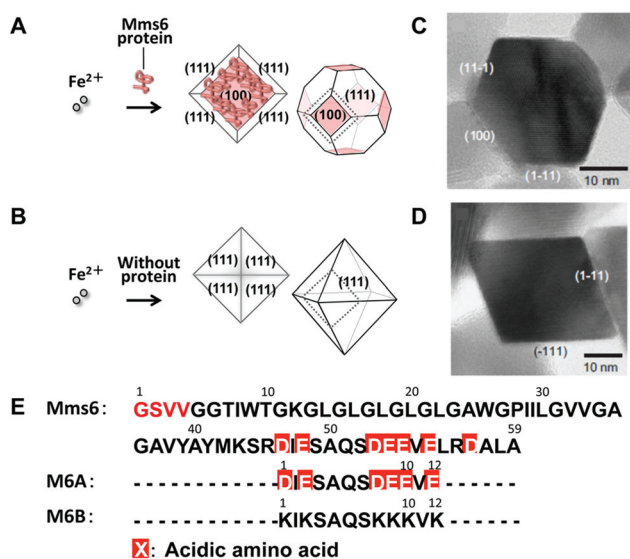 A
Mms6
protein
Fe2+
(111) (111)
(100)
(111) (111)
(111)
(100)
B
Without
protein
Fe2+
(111) (111)
(111) (111)
(111)
C
(11-1)
(100)
(1-11)
10 nm
D
(1-11)
(-111)
10 nm
E
1 10 20 30
Mms6: GSVVGGTIWTGKGLGLGLGLGAWGPIILGVVGA
40 50 59
GAVYAYMKSRDIESAQSDEEVELRDALA
1 10 12
M6A: - - - - - - - - - - - DIESAQSDEEVE - - - - - -
1 10 12
M6B: - - - - - - - - - - - KIKSAQSKKKVK - - - - - -
X: Acidic amino acid